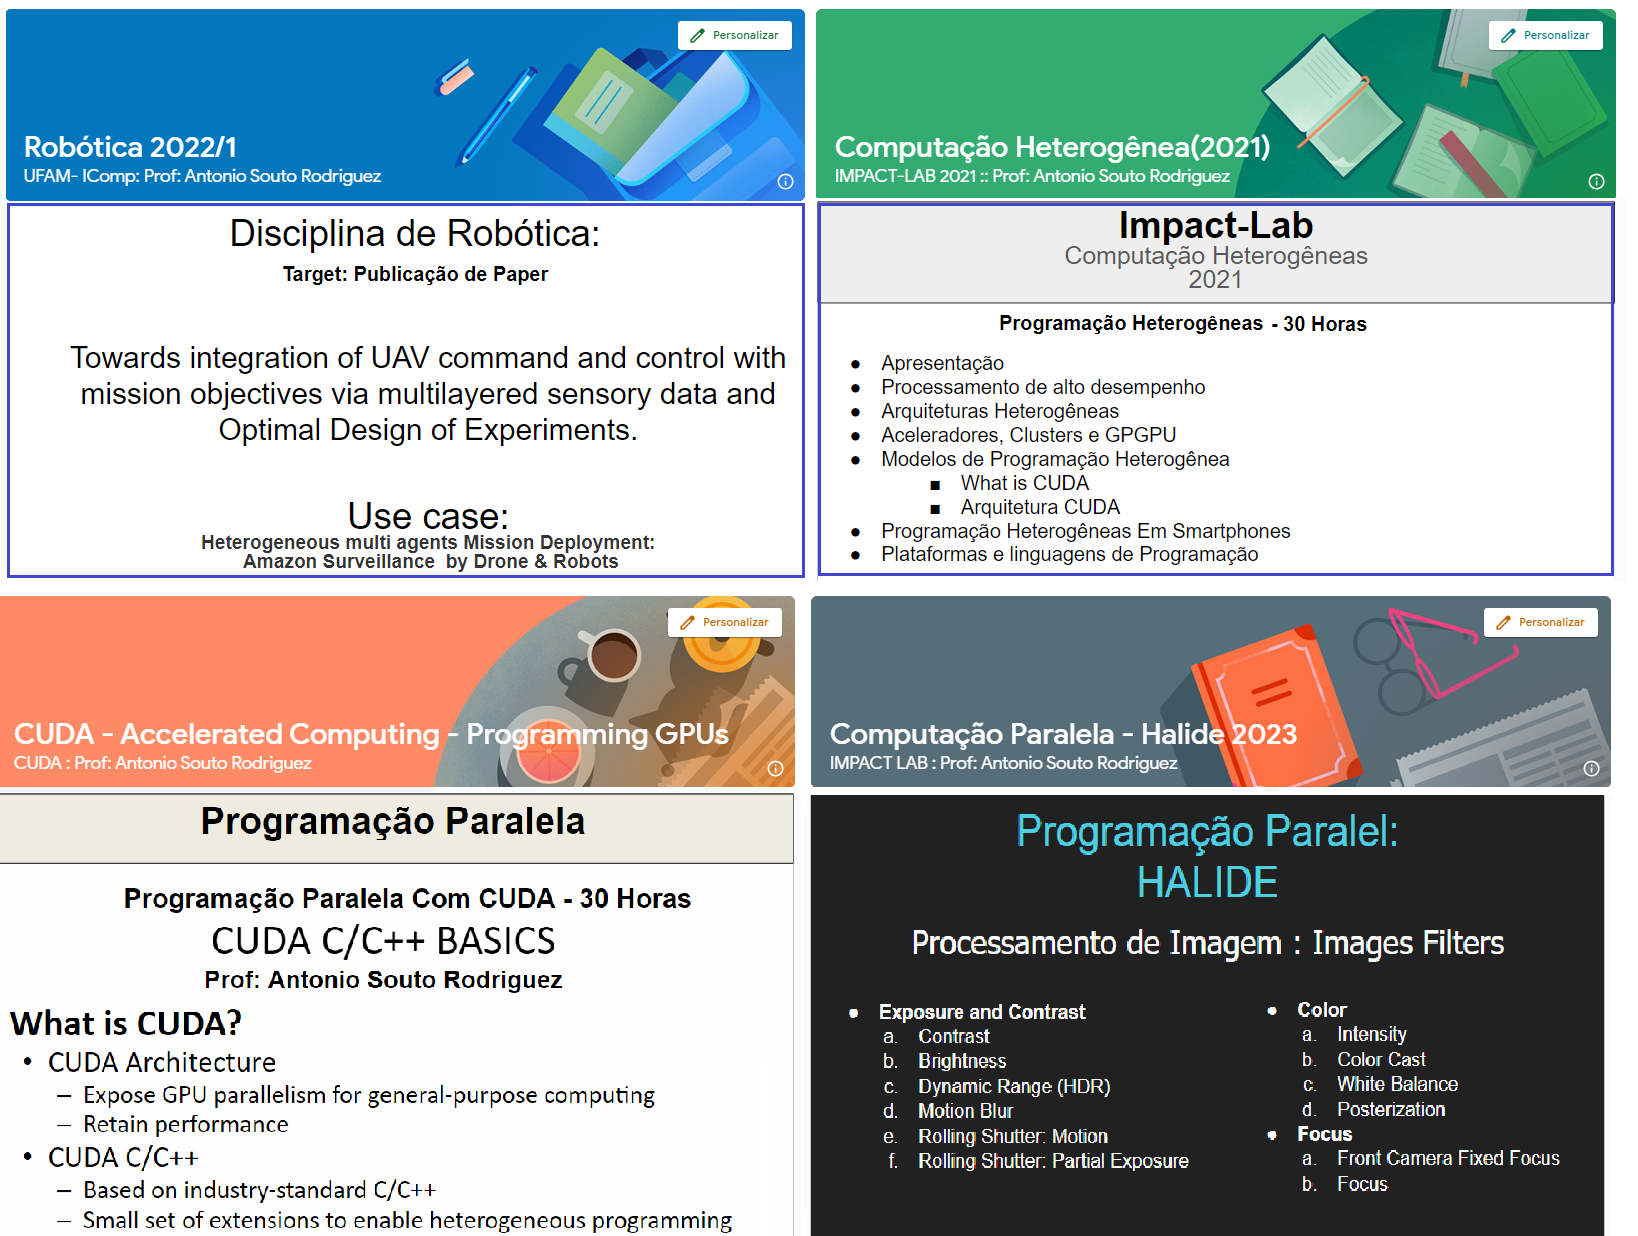 Personalizar
Robótica 2022/1
UFAM- IComp: Prof: Antonio Souto Rodriguez
Disciplina de Robótica:
Target: Publicação de Paper
Towards integration of UAV command and control with
mission objectives via multilayered sensory data and
Optimal Design of Experiments.
Use case:
Heterogeneous multi agents Mission Deployment:
Amazon Surveillance by Drone & Robots
Personalizar
Computação Heterogênea(2021)
IMPACT-LAB 2021 :: Prof: Antonio Souto Rodriguez
Impact-Lab
Computação Heterogêneas
2021
Programação Heterogêneas - 30 Horas
● Apresentação
● Processamento de alto desempenho
● Arquiteturas Heterogêneas
● Aceleradores, Clusters e GPGPU
● Modelos de Programação Heterogênea
■ What is CUDA
■ Arquitetura CUDA
● Programação Heterogêneas Em Smartphones
● Plataformas e linguagens de Programação
Personalizar
CUDA - Accelerated Computing - Programming GPUs
CUDA : Prof: Antonio Souto Rodriguez
Programação Paralela
Programação Paralela Com CUDA - 30 Horas
CUDA C/C++ BASICS
Prof: Antonio Souto Rodriguez
What is CUDA?
• CUDA Architecture
– Expose GPU parallelism for general-purpose computing
– Retain performance
• CUDA C/C++
– Based on industry-standard C/C++
– Small set of extensions to enable heterogeneous programming
Personalizar
Computação Paralela - Halide 2023
IMPACT LAB : Prof: Antonio Souto Rodriguez
Programação Paralel:
HALIDE
Processamento de Imagem : Images Filters
● Exposure and Contrast
a. Contrast
b. Brightness
c. Dynamic Range (HDR)
d. Motion Blur
e. Rolling Shutter: Motion
f. Rolling Shutter: Partial Exposure
● Color
a. Intensity
b. Color Cast
c. White Balance
d. Posterization
● Focus
a. Front Camera Fixed Focus
b. Focus